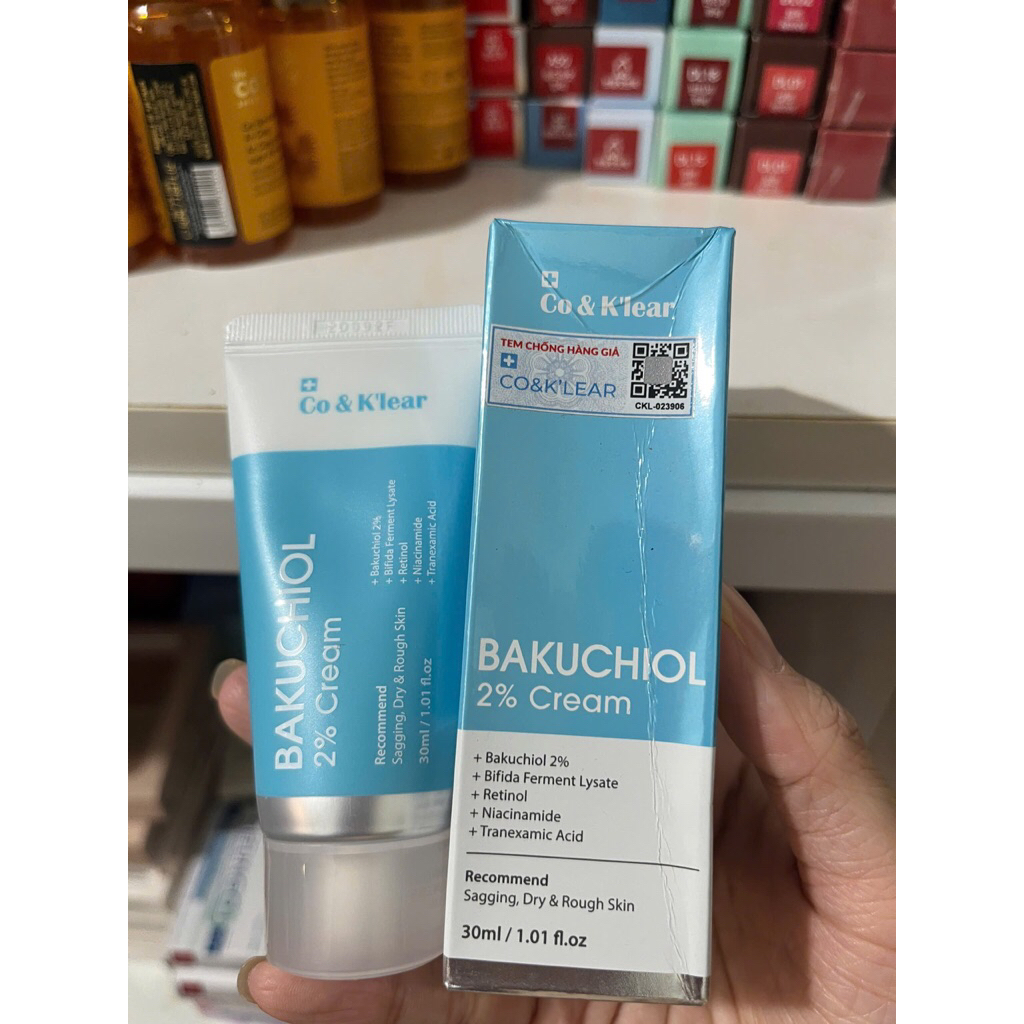 Co & K'lear
BAKUCHIOL
2% Cream
+ Bakuchiol 2%
+ Bifida Ferment Lysate
+ Retinol
+ Niacinamide
+ Tranexamic Acid
Recommend
Sagging, Dry & Rough Skin
30ml / 1.01 fl.oz
Co & K'lear
TEM CHỐNG HÀNG GIẢ
CO&K'LEAR
CKL-023906
BAKUCHIOL
2% Cream
+ Bakuchiol 2%
+ Bifida Ferment Lysate
+ Retinol
+ Niacinamide
+ Tranexamic Acid
Recommend
Sagging, Dry & Rough Skin
30ml / 1.01 fl.oz